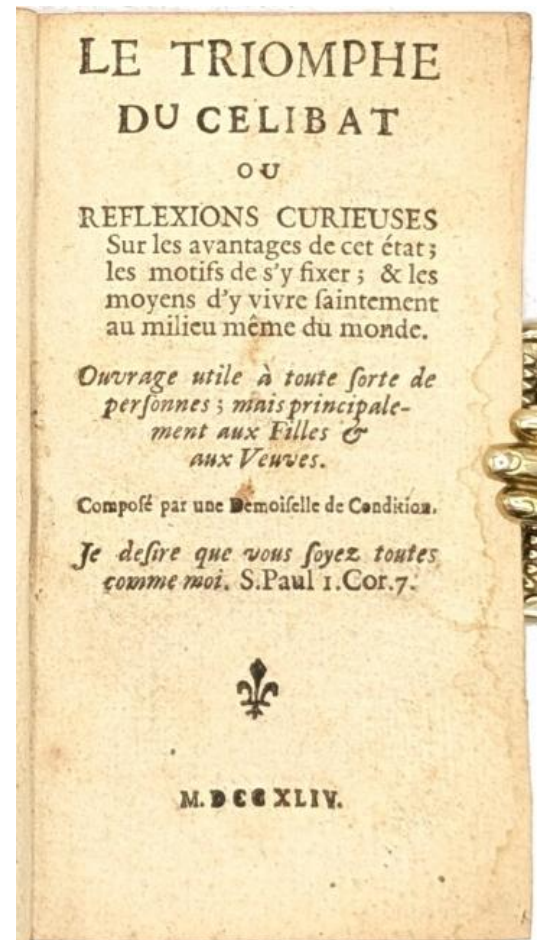 LE TRIOMPHE
DU CELIBAT
OU
REFLEXIONS CURIEUSES
Sur les avantages de cet état;
les motifs de s'y fixer; & les
moyens d'y vivre ſaintement
au milieu même du monde.
Ouvrage utile à toute ſorte de
perſonnes; mais principale-
ment aux Filles &
aux Veuves.
Compoſé par une Demoiſelle de Condition.
Je deſire que vous ſoyez toutes
comme moi. S.Paul 1.Cor.7.
M.DCCXLIV.